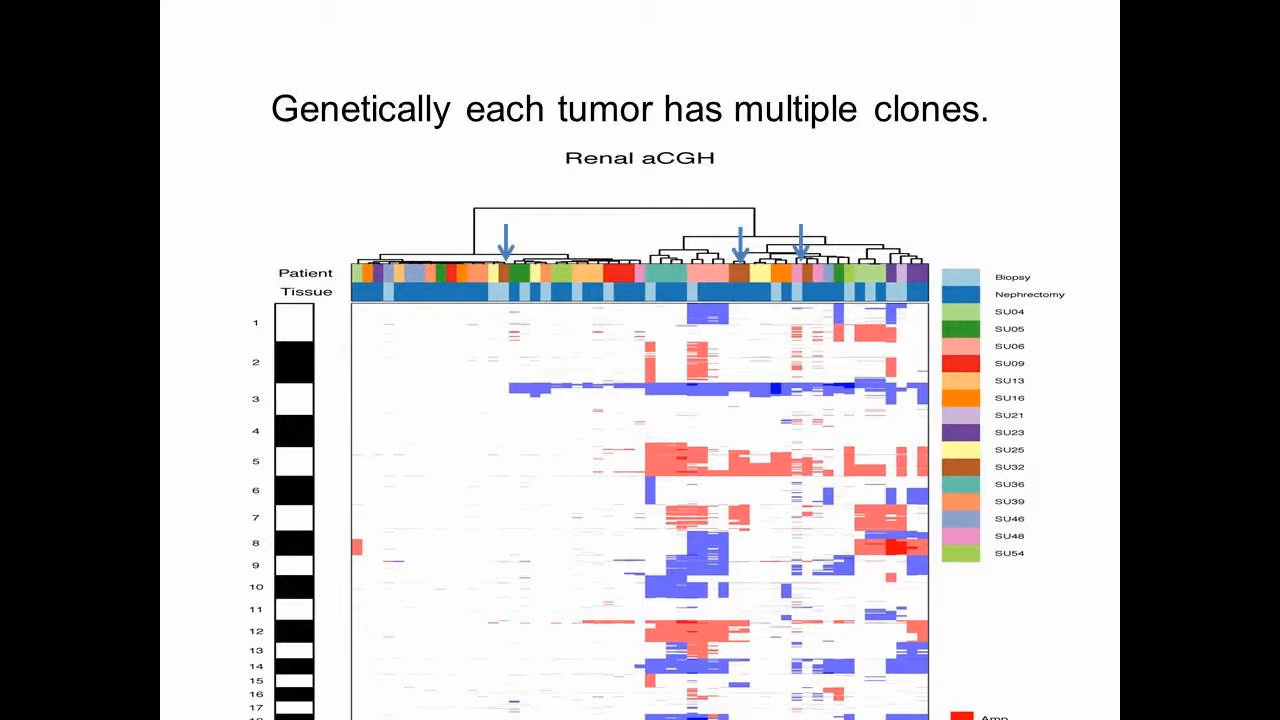 Genetically each tumor has multiple clones.
Renal aCGH
Patient
Tissue
Biopsy
Nephrectomy
SU04
SU05
SU06
SU09
SU13
SU16
SU21
SU23
SU25
SU32
SU36
SU39
SU46
SU48
SU54
1
2
3
4
5
6
7
8
9
10
11
12
13
14
15
16
17
Amp